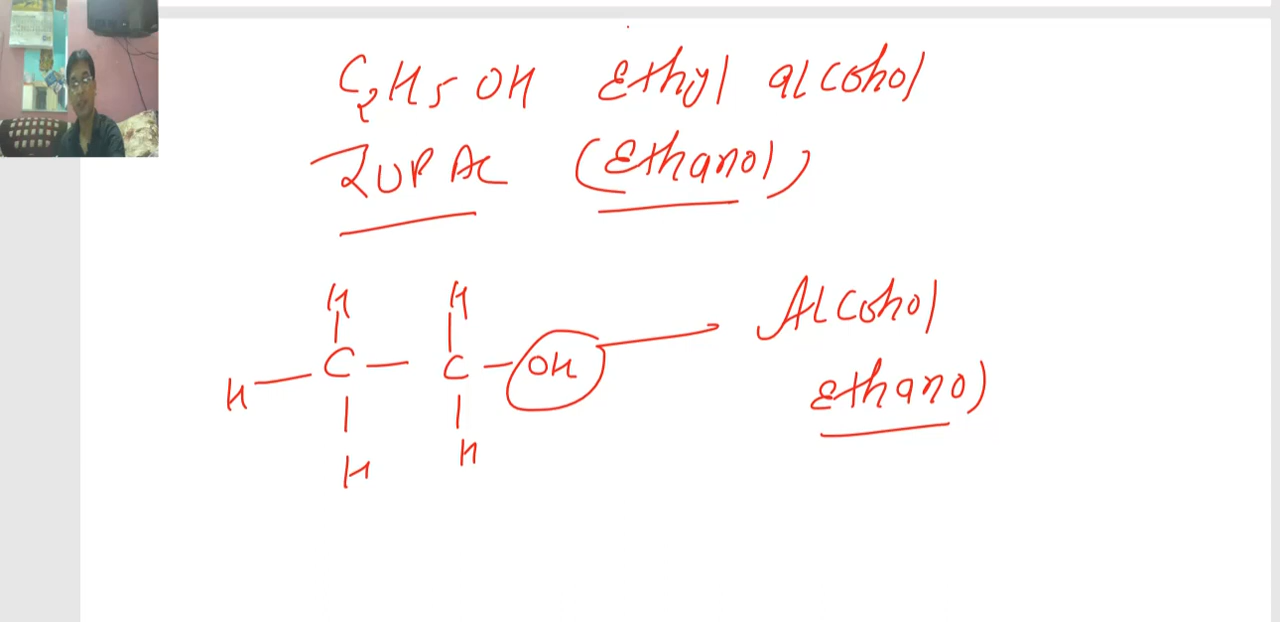 C₂H5OH Ethyl alcohol
IUPAC (Ethanol)
H H
H — C — C — OH → Alcohol
H H
ethanol